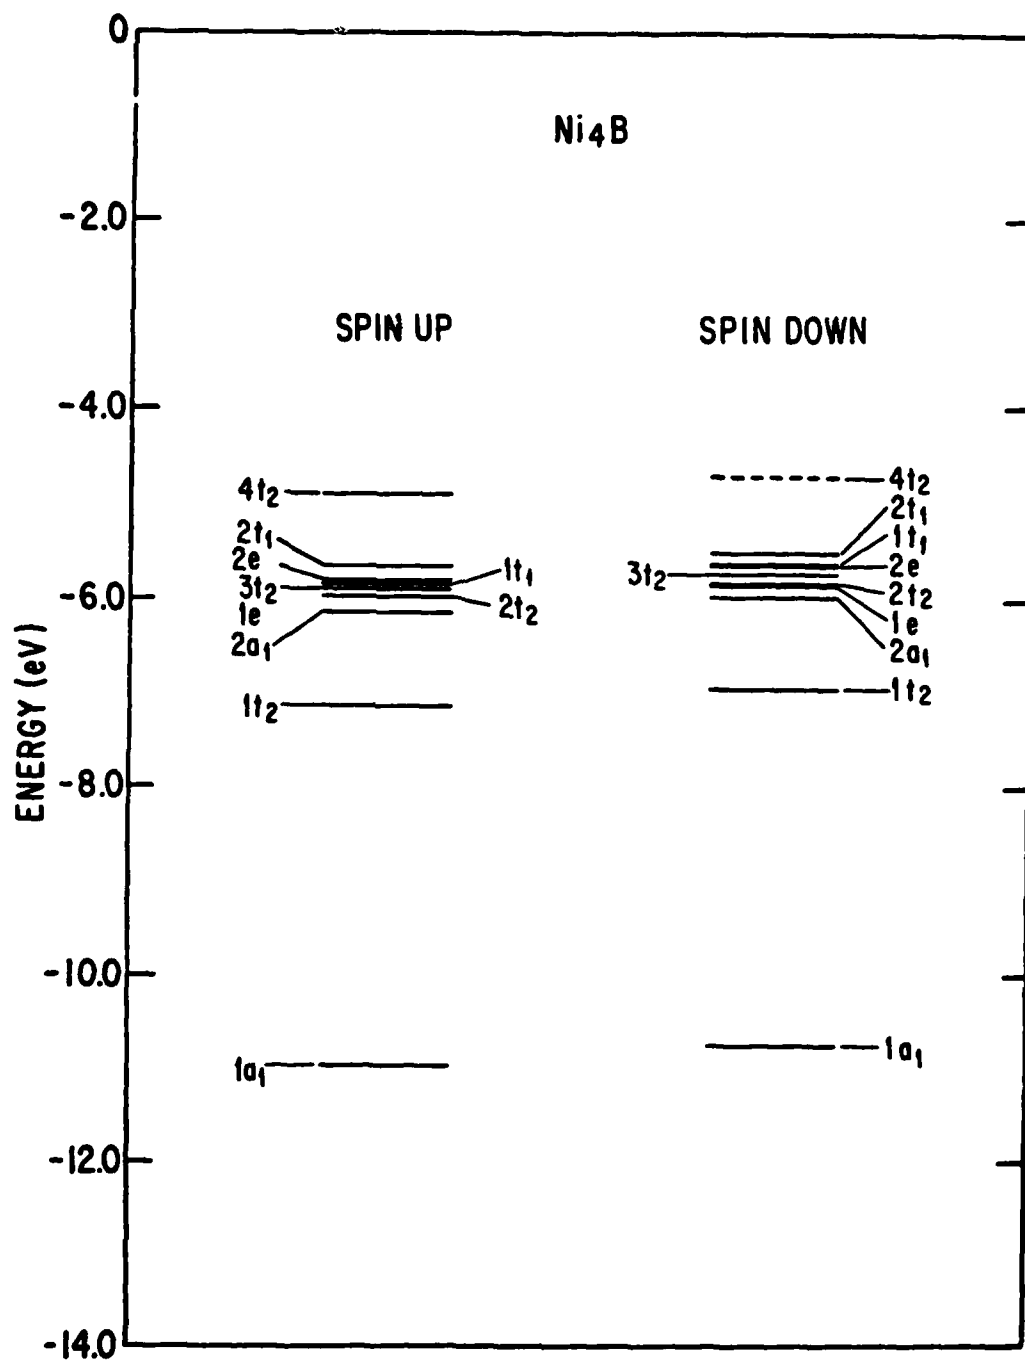 0
Ni4B
-2.0
SPIN UP
SPIN DOWN
-4.0
4t2
4t2
2t1
2t1
2e
1t1
1t1
2e
3t2
3t2
-6.0
2t2
2t2
1e
1e
2a1
2a1
1t2
1t2
ENERGY (eV)
-8.0
-10.0
1a1
1a1
-12.0
-14.0